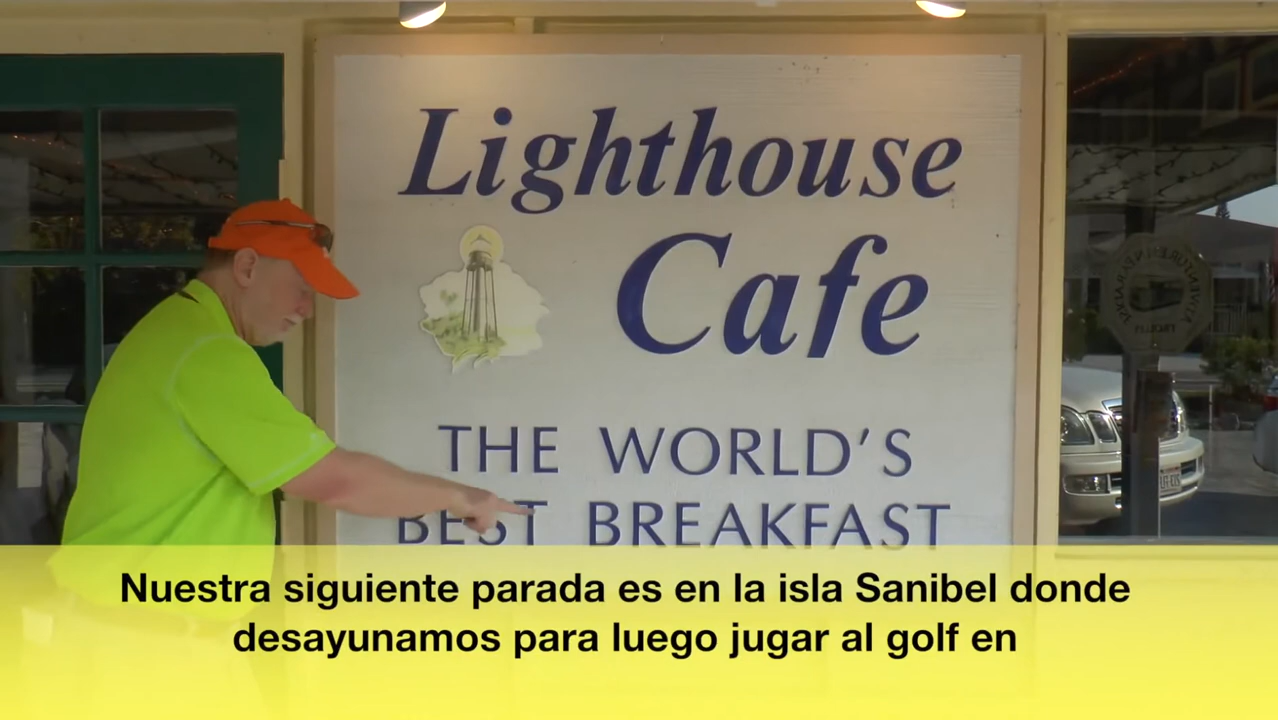 Lighthouse
Cafe
THE WORLD'S
BEST BREAKFAST
Nuestra siguiente parada es en la isla Sanibel donde
desayunamos para luego jugar al golf en